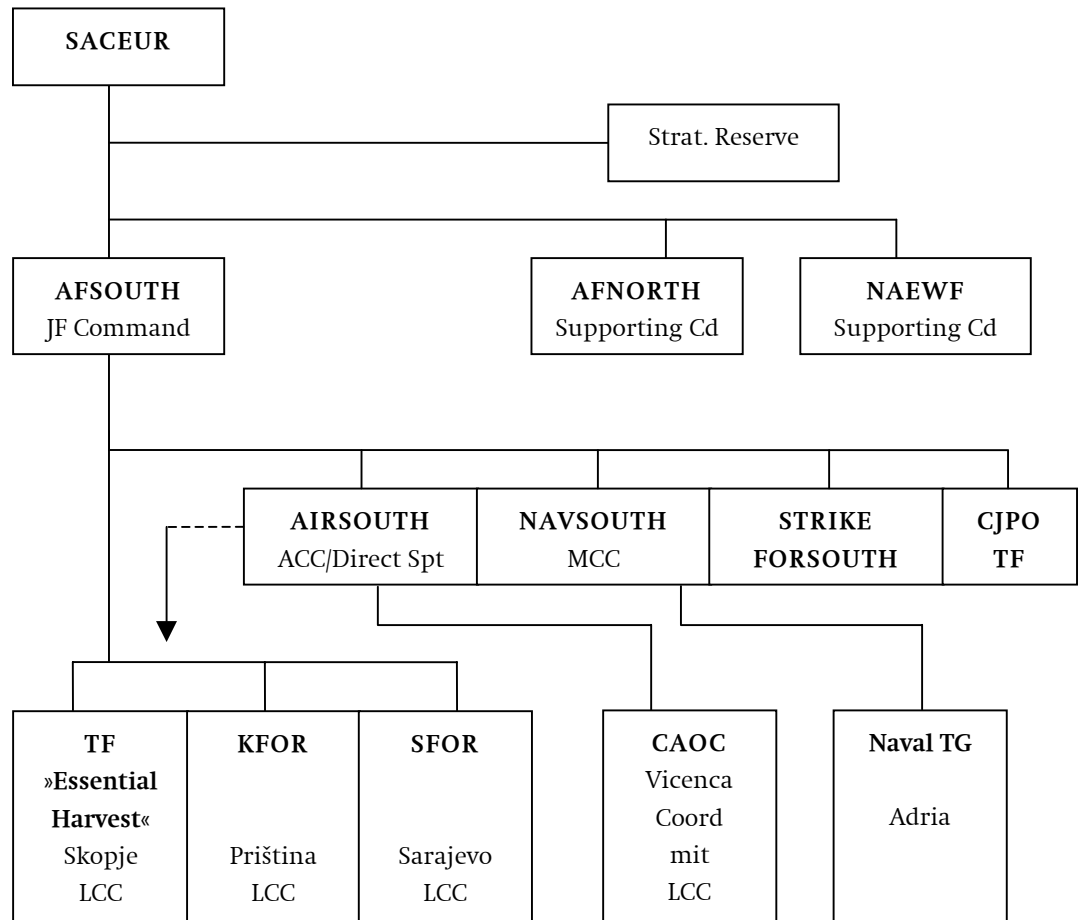 SACEUR
Strat. Reserve
AFSOUTH
JF Command
AFNORTH
Supporting Cd
NAEWF
Supporting Cd
AIRSOUTH
ACC/Direct Spt
NAVSOUTH
MCC
STRIKE
FORSOUTH
CJPO
TF
TF
»Essential
Harvest«
Skopje
LCC
KFOR
Priština
LCC
SFOR
Sarajevo
LCC
CAOC
Vicenca
Coord
mit
LCC
Naval TG
Adria